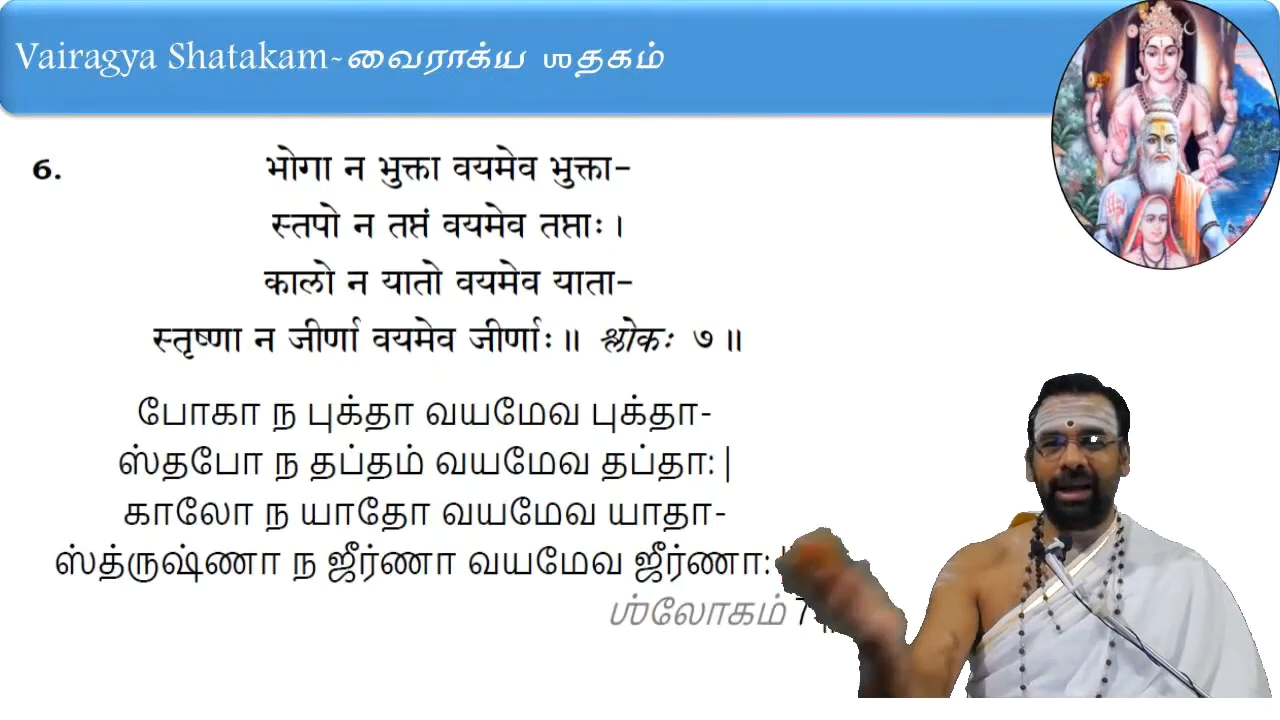 Vairagya Shatakam-வைராக்ய ஶதகம்
6.
भोगा न भुक्ता वयमेव भुक्ता-
स्तपो न तप्तं वयमेव तप्ताः ।
कालो न यातो वयमेव याता-
स्तृष्णा न जीर्णा वयमेव जीर्णाः ॥ श्लोकः ७ ॥
போகா ந புக்தா வயமேவ புக்தா-
ஸ்தபோ ந தப்தம் வயமேவ தப்தா: |
காலோ ந யாதோ வயமேவ யாதா-
ஸ்த்ருஷ்ணா ந ஜீர்ணா வயமேவ ஜீர்ணா:
ஶ்லோகம் 7